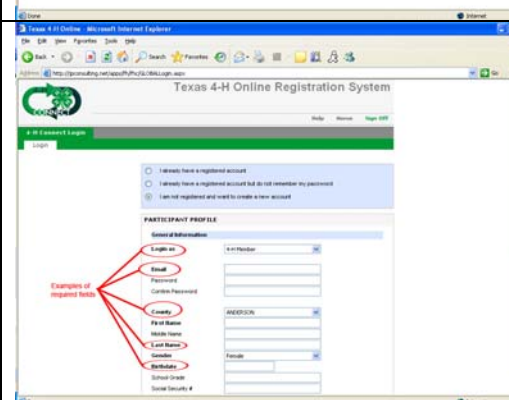 Done
Internet
Texas 4-H Online - Microsoft Internet Explorer
File Edit View Favorites Tools Help
Back
Search
Favorites
Address
Go
Texas 4-H Online Registration System
CONNECT
Help Home Sign Off
4-H Connect Login
Login
I already have a registered account
I already have a registered account but do not remember my password
I am not registered and want to create a new account
PARTICIPANT PROFILE
General Information
Login as
4-H Member
Email
Password
Confirm Password
Examples of
required fields
County
ANDERSON
First Name
Middle Name
Last Name
Gender
Female
Birthdate
School Grade
Social Security #